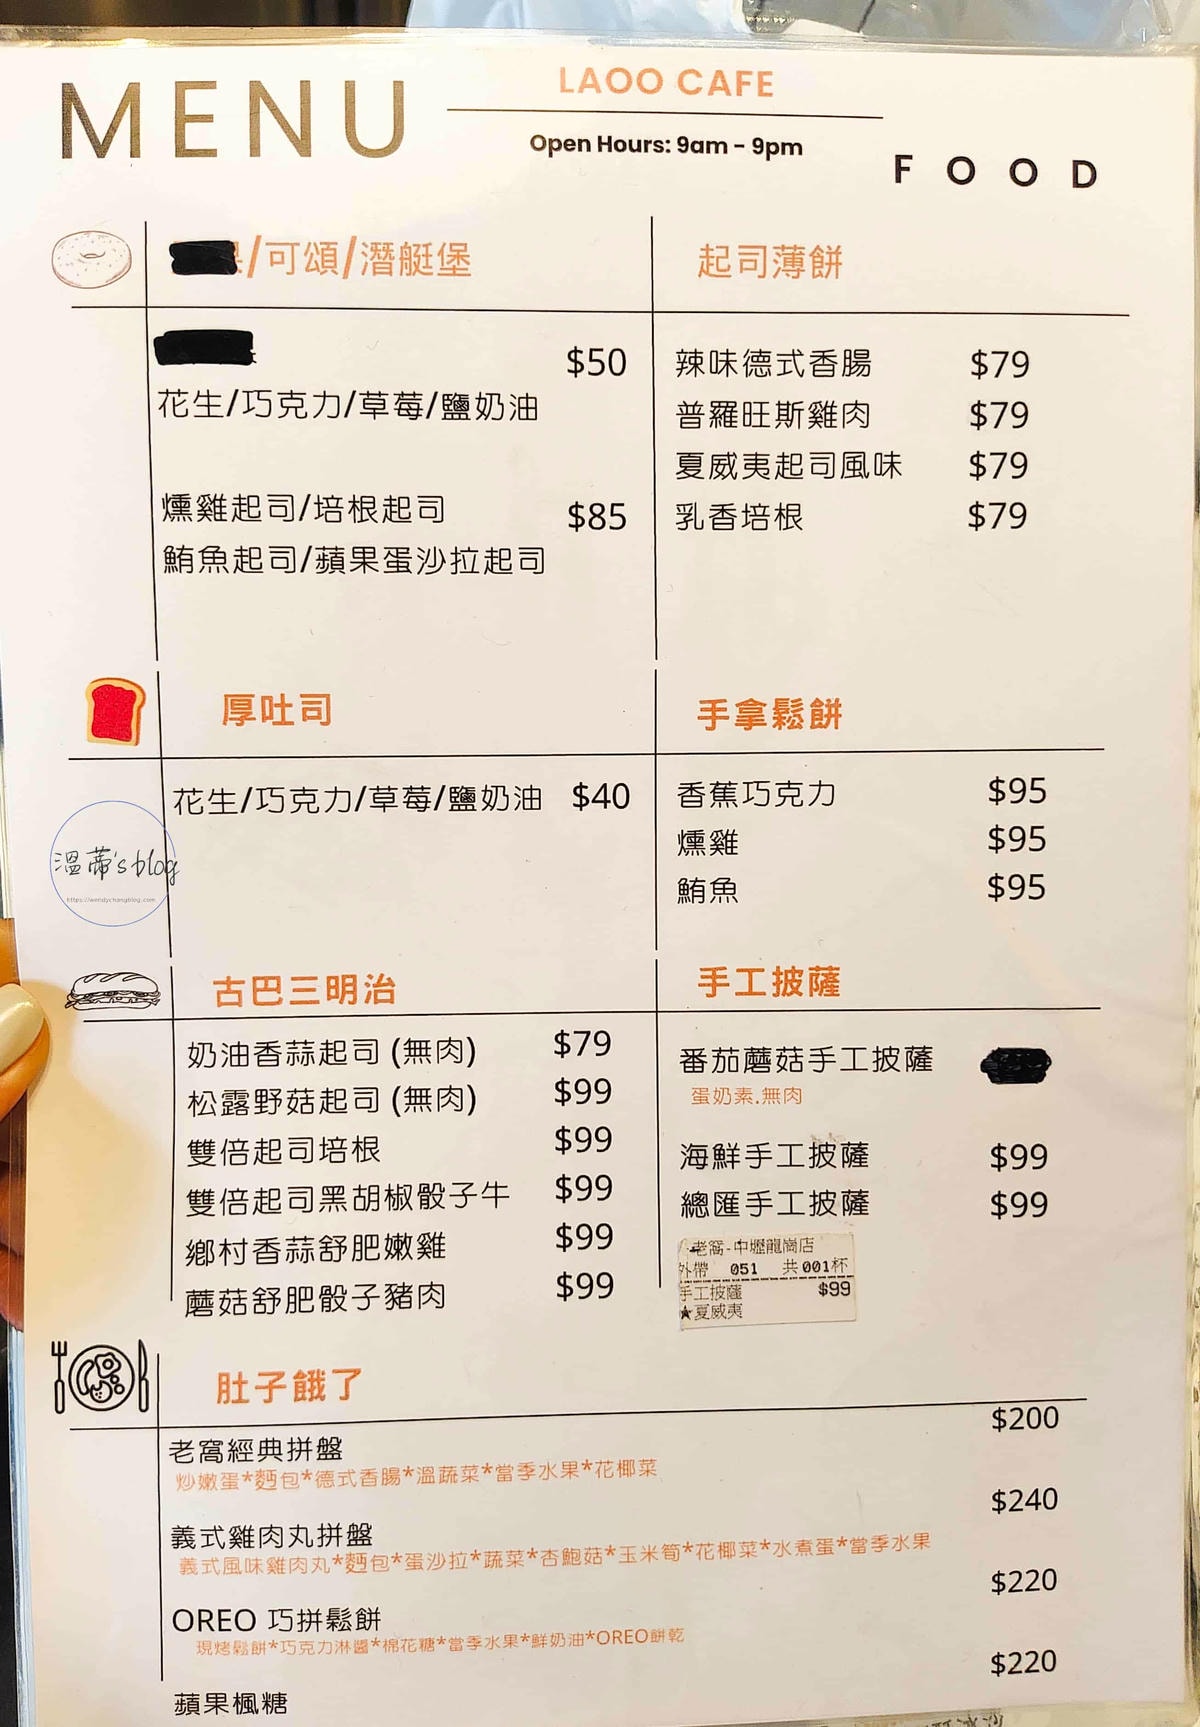 MENU
LAOO CAFE
Open Hours: 9am - 9pm
FOOD
/可頌/潛艇堡
$50
花生/巧克力/草莓/鹽奶油
燻雞起司/培根起司
$85
鮪魚起司/蘋果蛋沙拉起司
起司薄餅
辣味德式香腸 $79
普羅旺斯雞肉 $79
夏威夷起司風味 $79
乳香培根 $79
厚吐司
花生/巧克力/草莓/鹽奶油 $40
手拿鬆餅
香蕉巧克力 $95
燻雞 $95
鮪魚 $95
溫蒂's blog
https://wendychangblog.com
古巴三明治
奶油香蒜起司 (無肉) $79
松露野菇起司 (無肉) $99
雙倍起司培根 $99
雙倍起司黑胡椒骰子牛 $99
鄉村香蒜舒肥嫩雞 $99
蘑菇舒肥骰子豬肉 $99
手工披薩
番茄蘑菇手工披薩
蛋奶素.無肉
海鮮手工披薩 $99
總匯手工披薩 $99
老窩-中壢龍崗店
外帶 051 共001杯
手工披薩 $99
★夏威夷
肚子餓了
$200
老窩經典拼盤
炒嫩蛋*麵包*德式香腸*溫蔬菜*當季水果*花椰菜
$240
義式雞肉丸拼盤
義式風味雞肉丸*麵包*蛋沙拉*蔬菜*杏鮑菇*玉米筍*花椰菜*水煮蛋*當季水果
$220
OREO 巧拼鬆餅
現烤鬆餅*巧克力淋醬*棉花糖*當季水果*鮮奶油*OREO餅乾
$220
蘋果楓糖